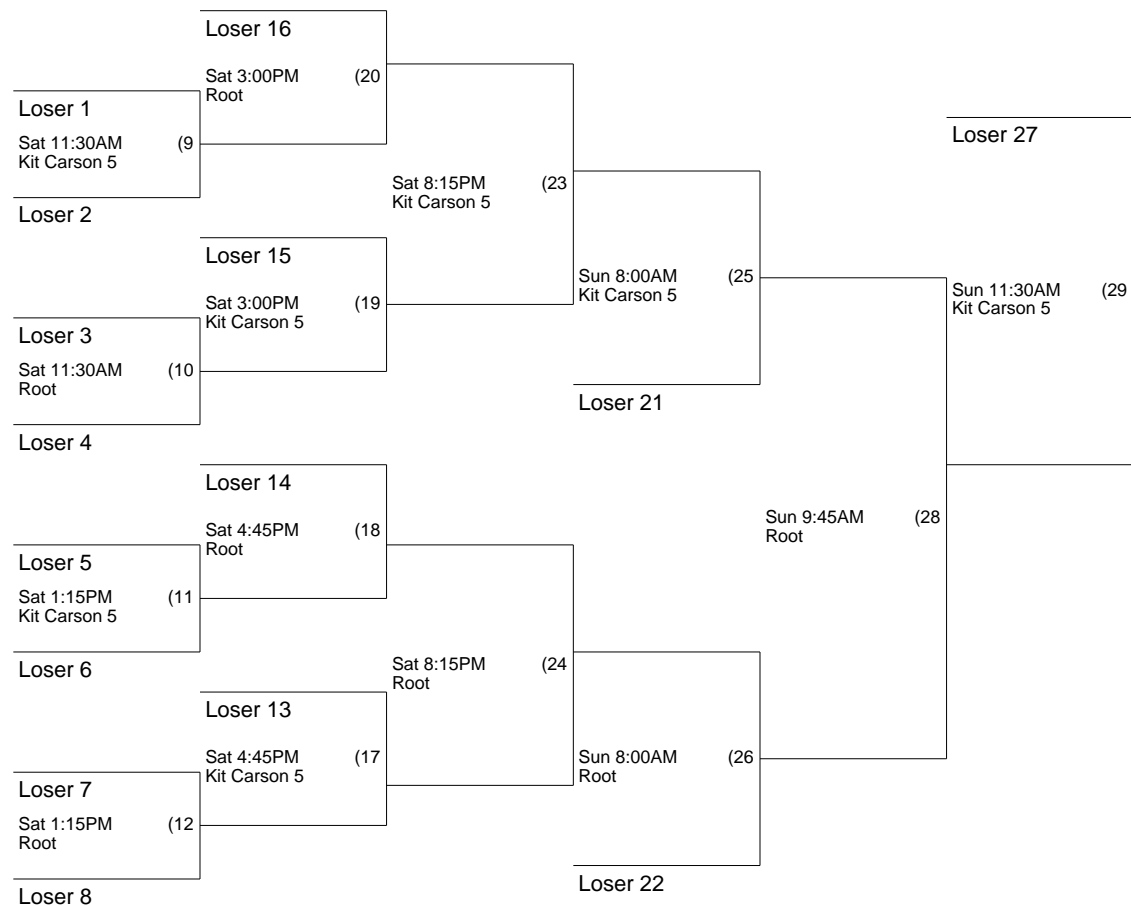 Loser 16
Sat 3:00PM (20
Root
Loser 1
Sat 11:30AM (9
Kit Carson 5
Loser 2
Loser 27
Sat 8:15PM (23
Kit Carson 5
Loser 15
Sat 3:00PM (19
Kit Carson 5
Sun 8:00AM (25
Kit Carson 5
Sun 11:30AM (29
Kit Carson 5
Loser 3
Sat 11:30AM (10
Root
Loser 4
Loser 21
Loser 14
Sat 4:45PM (18
Root
Sun 9:45AM (28
Root
Loser 5
Sat 1:15PM (11
Kit Carson 5
Loser 6
Sat 8:15PM (24
Root
Loser 13
Sat 4:45PM (17
Kit Carson 5
Sun 8:00AM (26
Root
Loser 7
Sat 1:15PM (12
Root
Loser 8
Loser 22